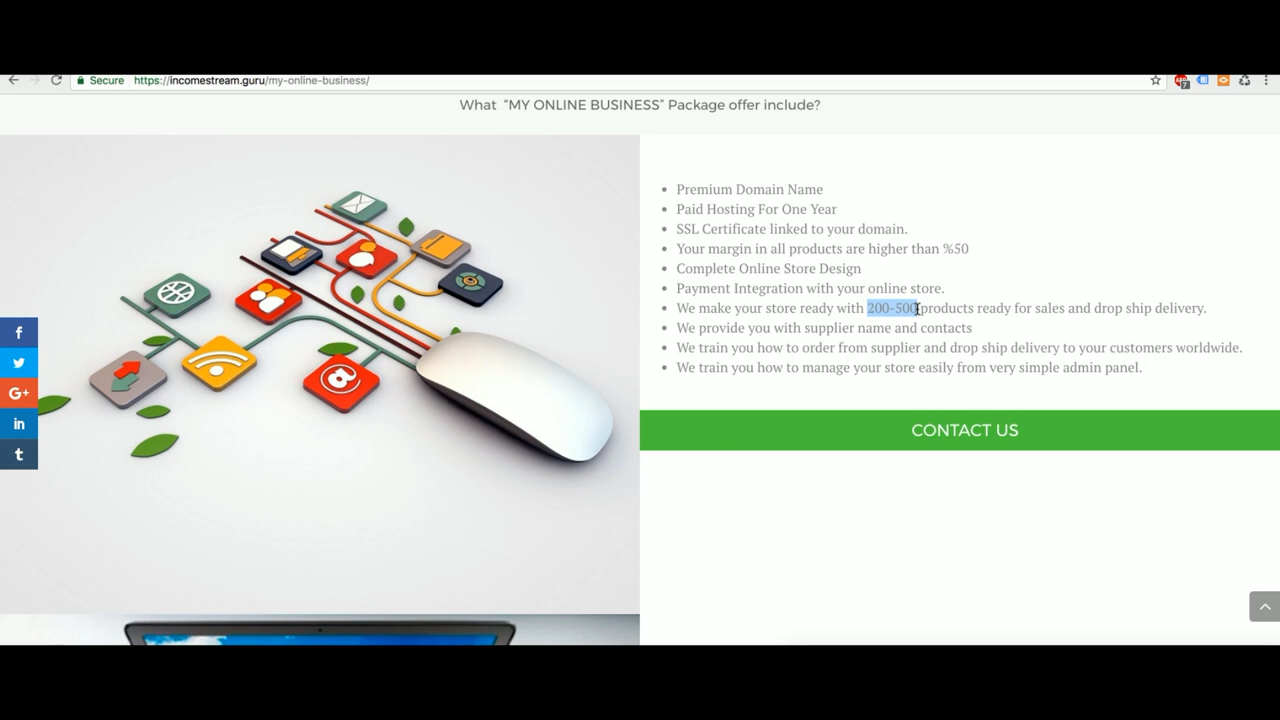 Secure https://incomestream.guru/my-online-business/
7
What “MY ONLINE BUSINESS” Package offer include?
Premium Domain Name
Paid Hosting For One Year
SSL Certificate linked to your domain.
Your margin in all products are higher than %50
Complete Online Store Design
Payment Integration with your online store.
We make your store ready with 200-500 products ready for sales and drop ship delivery.
We provide you with supplier name and contacts
We train you how to order from supplier and drop ship delivery to your customers worldwide.
We train you how to manage your store easily from very simple admin panel.
CONTACT US
f
G+
in
t
@